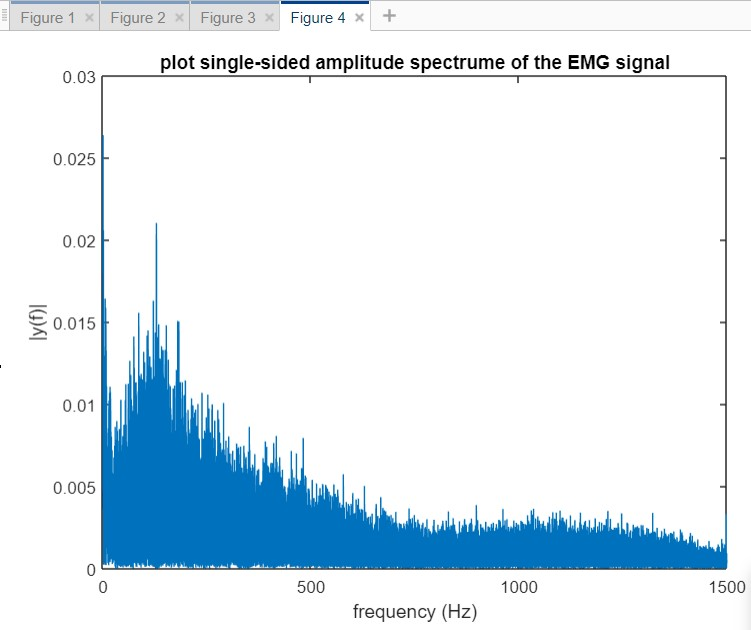 Figure 1 × Figure 2 × Figure 3 × Figure 4 × +
plot single-sided amplitude spectrume of the EMG signal
0.03
0.025
0.02
0.015
0.01
0.005
0
|y(f)|
0 500 1000 1500
frequency (Hz)